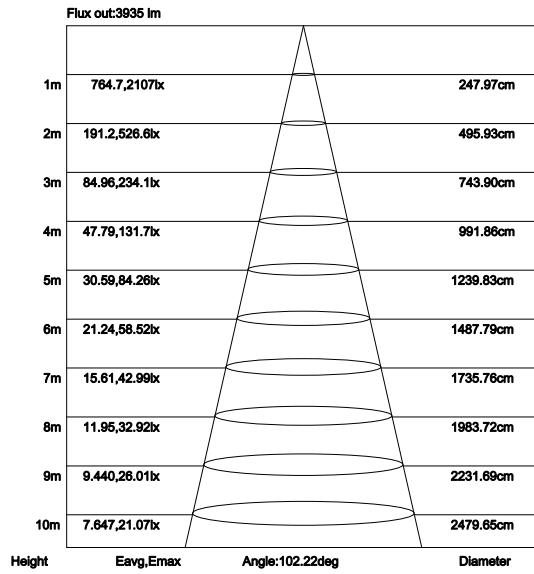 Flux out:3935 lm
1m 764.7,2107lx 247.97cm
2m 191.2,526.6lx 495.93cm
3m 84.96,234.1lx 743.90cm
4m 47.79,131.7lx 991.86cm
5m 30.59,84.26lx 1239.83cm
6m 21.24,58.52lx 1487.79cm
7m 15.61,42.99lx 1735.76cm
8m 11.95,32.92lx 1983.72cm
9m 9.440,26.01lx 2231.69cm
10m 7.647,21.07lx 2479.65cm
Height Eavg,Emax Angle:102.22deg Diameter